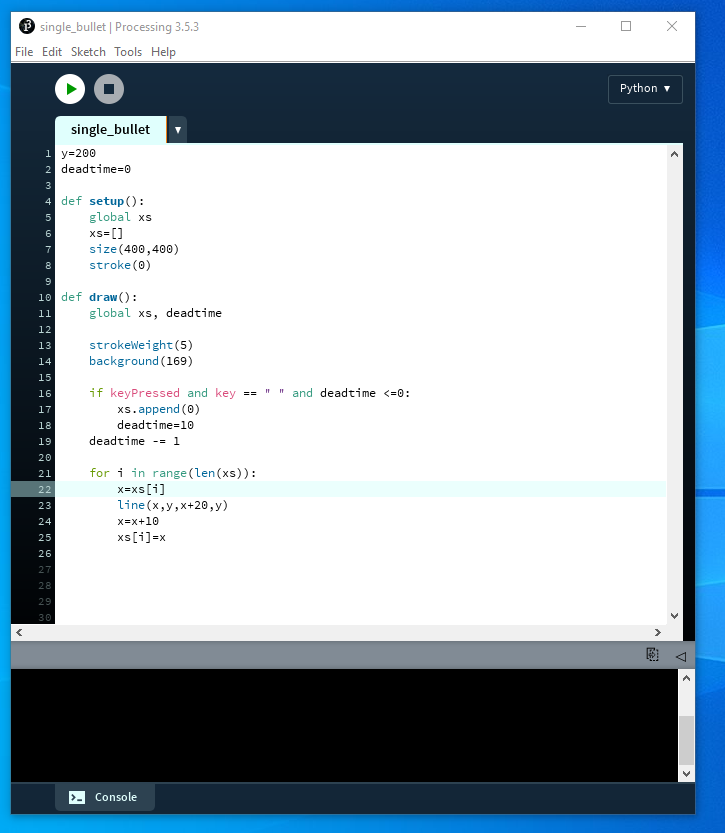 single_bullet | Processing 3.5.3
File Edit Sketch Tools Help
Python ▼
single_bullet ▼
1 y=200
2 deadtime=0
3
4 def setup():
5     global xs
6     xs=[]
7     size(400,400)
8     stroke(0)
9
10 def draw():
11     global xs, deadtime
12
13     strokeWeight(5)
14     background(169)
15
16     if keyPressed and key == " " and deadtime <=0:
17         xs.append(0)
18         deadtime=10
19     deadtime -= 1
20
21     for i in range(len(xs)):
22         x=xs[i]
23         line(x,y,x+20,y)
24         x=x+10
25         xs[i]=x
26
27
28
29
30
Console